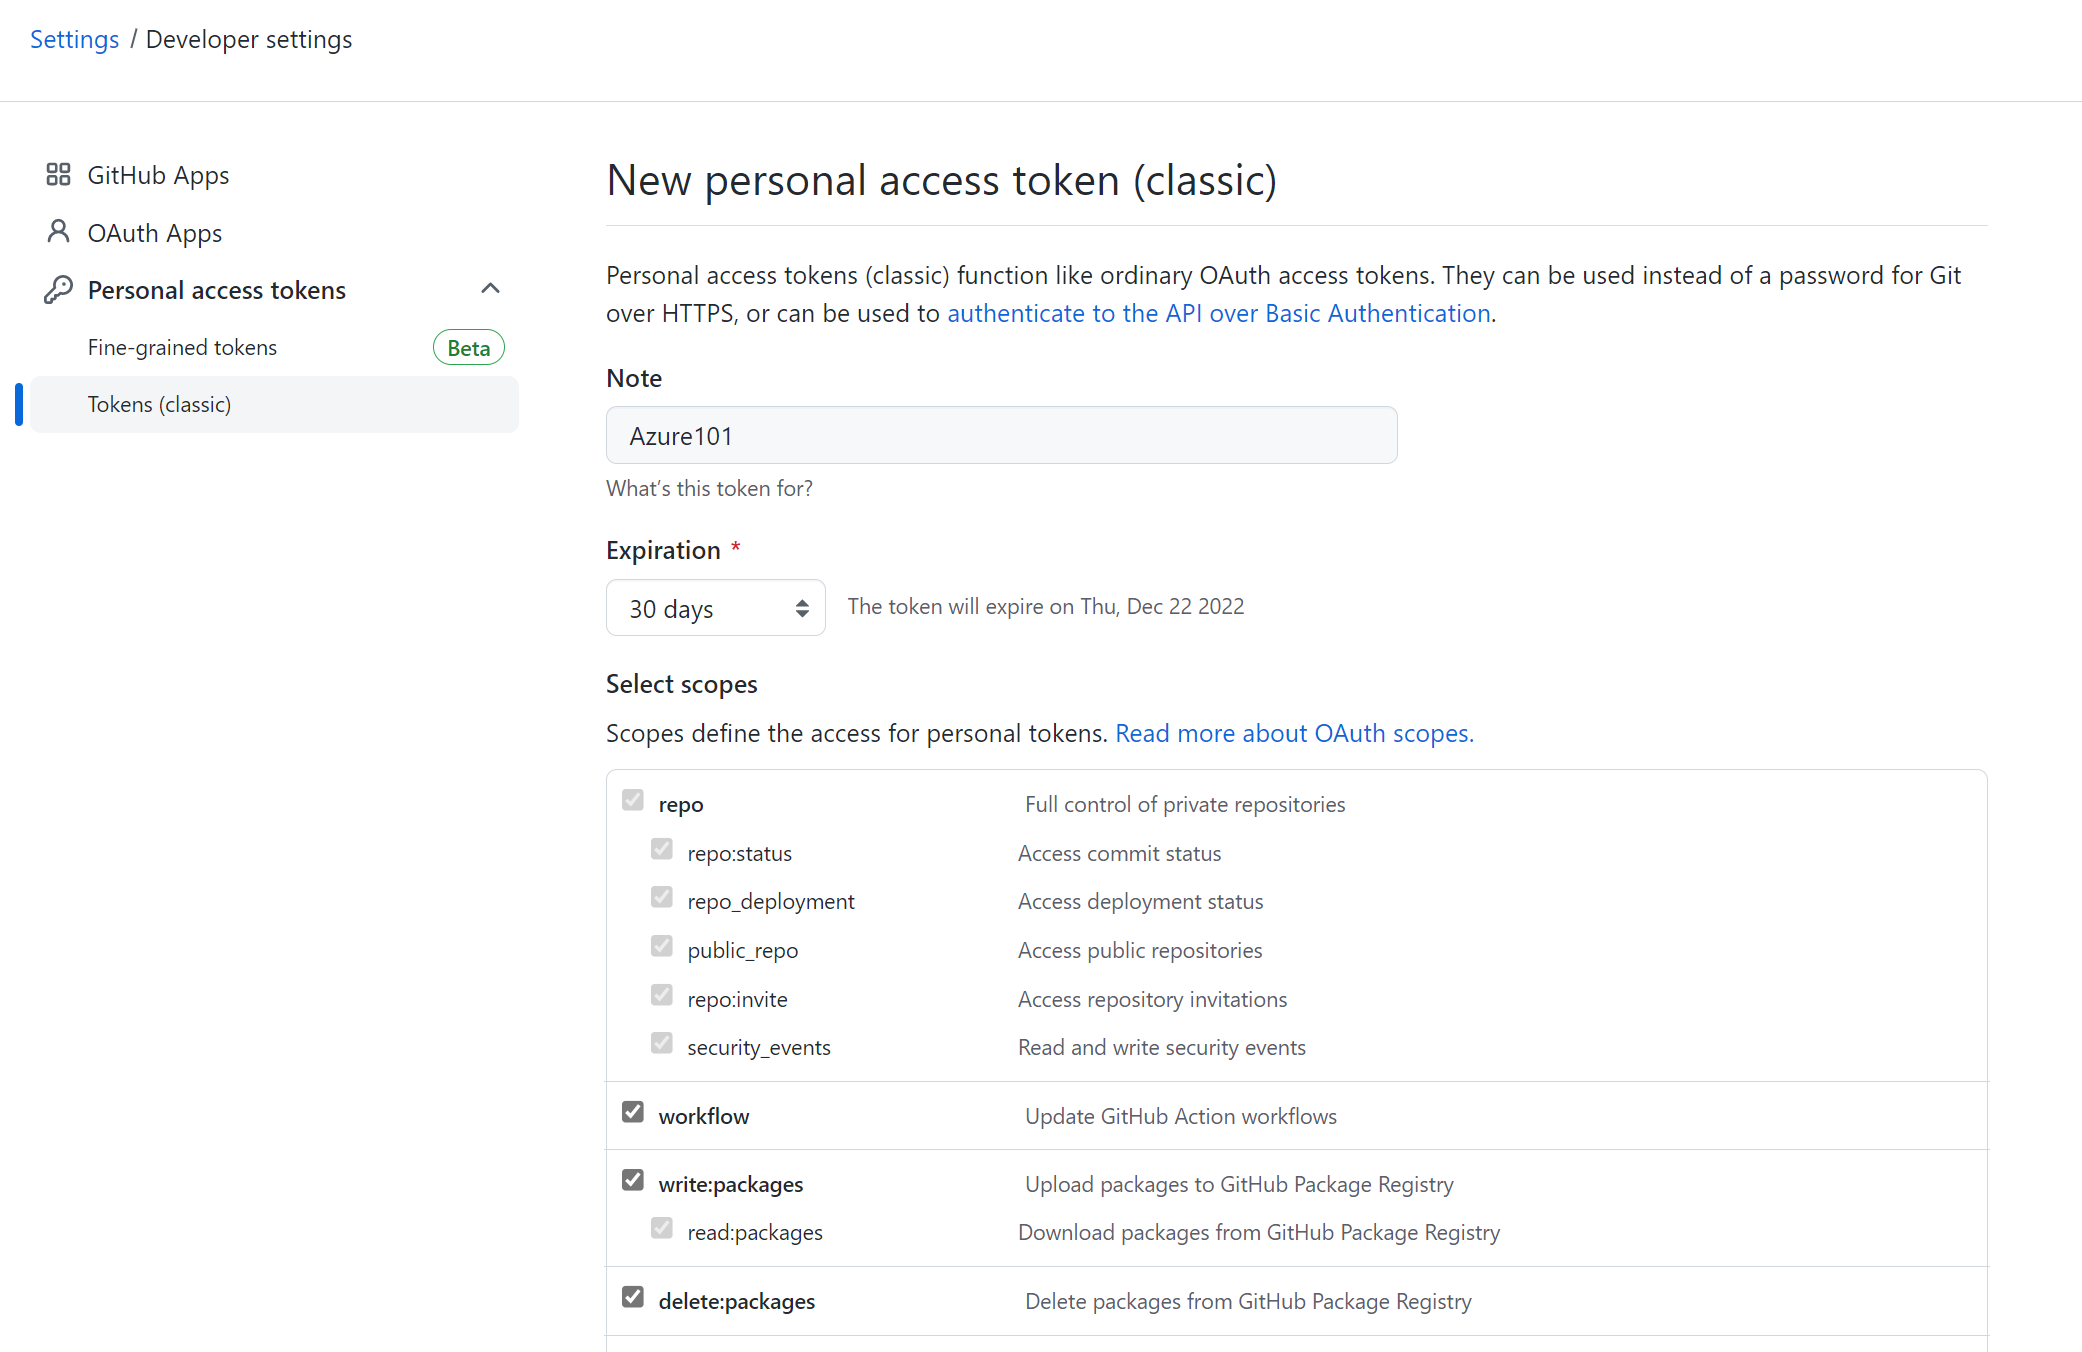 Settings / Developer settings
GitHub Apps
OAuth Apps
Personal access tokens
Fine-grained tokens Beta
Tokens (classic)
New personal access token (classic)
Personal access tokens (classic) function like ordinary OAuth access tokens. They can be used instead of a password for Git
over HTTPS, or can be used to authenticate to the API over Basic Authentication.
Note
Azure101
What's this token for?
Expiration *
30 days The token will expire on Thu, Dec 22 2022
Select scopes
Scopes define the access for personal tokens. Read more about OAuth scopes.
repo Full control of private repositories
repo:status Access commit status
repo_deployment Access deployment status
public_repo Access public repositories
repo:invite Access repository invitations
security_events Read and write security events
workflow Update GitHub Action workflows
write:packages Upload packages to GitHub Package Registry
read:packages Download packages from GitHub Package Registry
delete:packages Delete packages from GitHub Package Registry